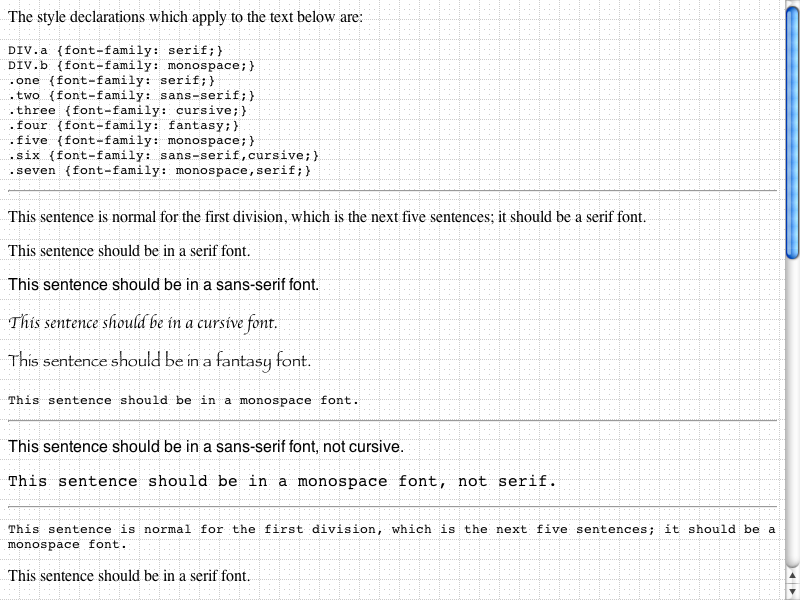 The style declarations which apply to the text below are:
DIV.a {font-family: serif;}
DIV.b {font-family: monospace;}
.one {font-family: serif;}
.two {font-family: sans-serif;}
.three {font-family: cursive;}
.four {font-family: fantasy;}
.five {font-family: monospace;}
.six {font-family: sans-serif,cursive;}
.seven {font-family: monospace,serif;}
This sentence is normal for the first division, which is the next five sentences; it should be a serif font.
This sentence should be in a serif font.
This sentence should be in a sans-serif font.
This sentence should be in a cursive font.
This sentence should be in a fantasy font.
This sentence should be in a monospace font.
This sentence should be in a sans-serif font, not cursive.
This sentence should be in a monospace font, not serif.
This sentence is normal for the first division, which is the next five sentences; it should be a
monospace font.
This sentence should be in a serif font.